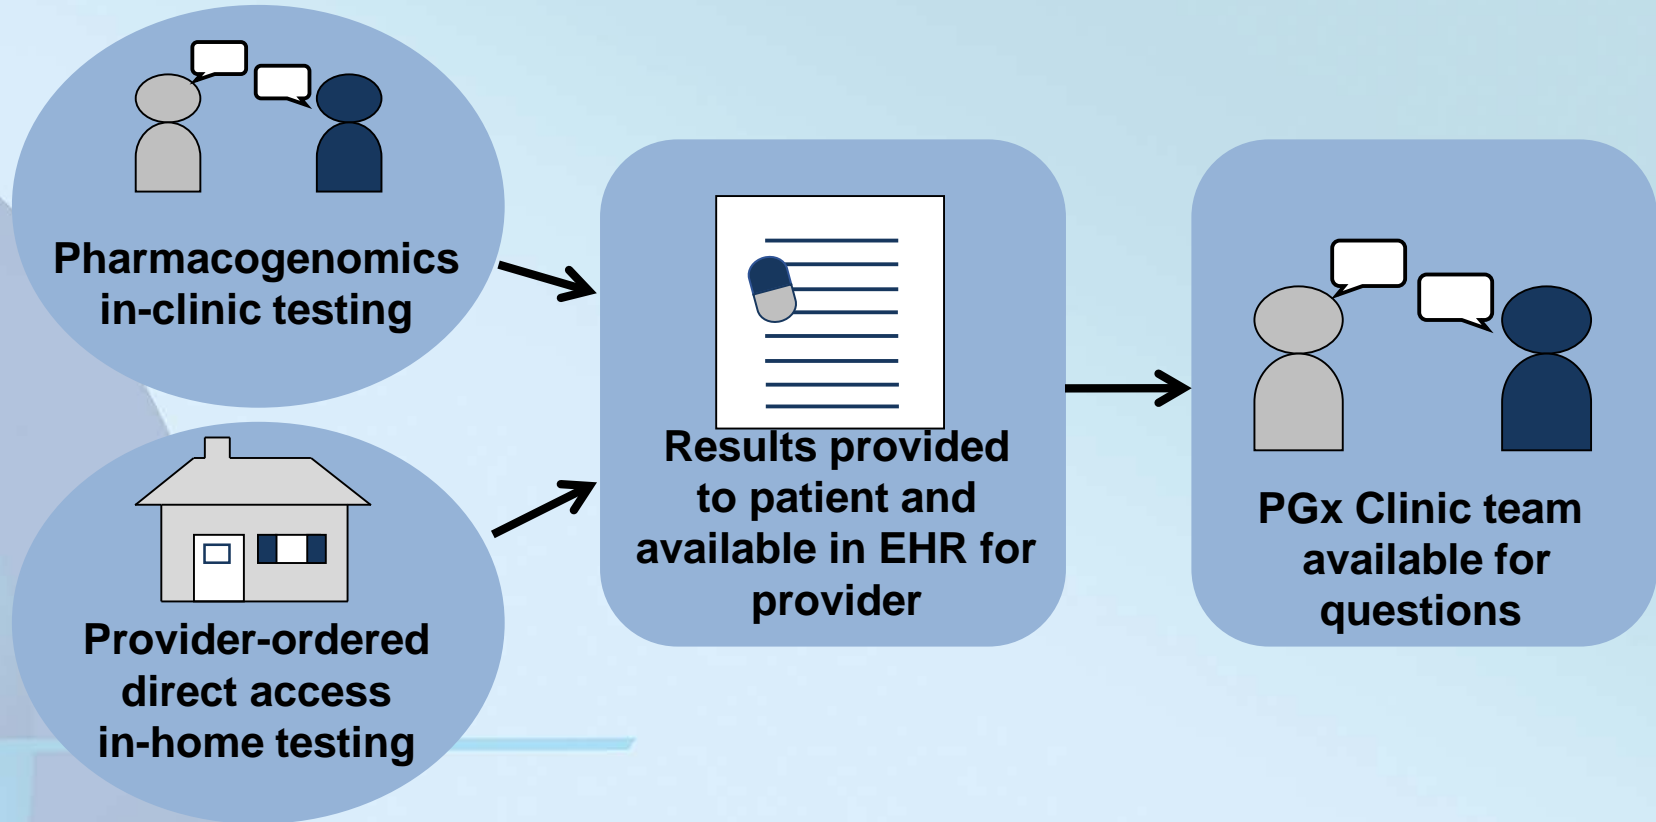 Pharmacogenomics
in-clinic testing
Provider-ordered
direct access
in-home testing
Results provided
to patient and
available in EHR for
provider
PGx Clinic team
available for
questions